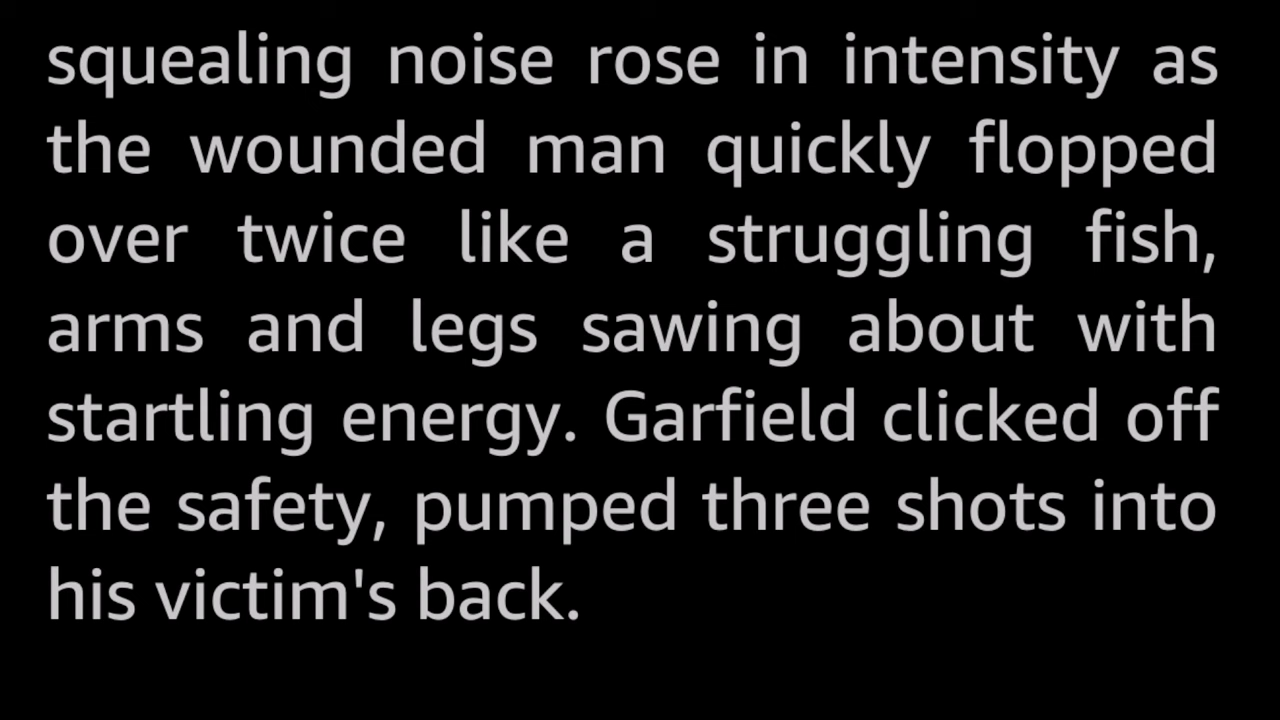 squealing noise rose in intensity as
the wounded man quickly flopped
over twice like a struggling fish,
arms and legs sawing about with
startling energy. Garfield clicked off
the safety, pumped three shots into
his victim's back.